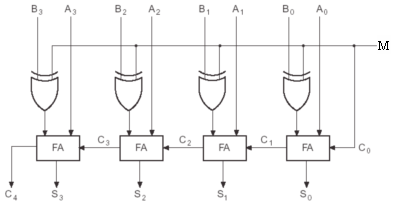 B3 A3 B2 A2 B1 A1 B0 A0
M
FA C3 FA C2 FA C1 FA C0
C4 S3 S2 S1 S0